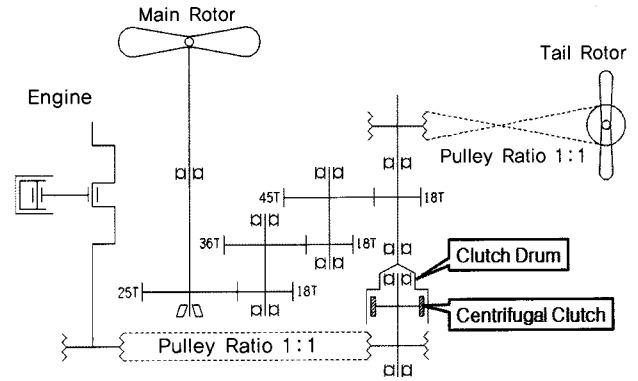 Main Rotor
Tail Rotor
Engine
Pulley Ratio 1:1
45T
18T
36T
18T
Clutch Drum
25T
18T
Centrifugal Clutch
Pulley Ratio 1:1